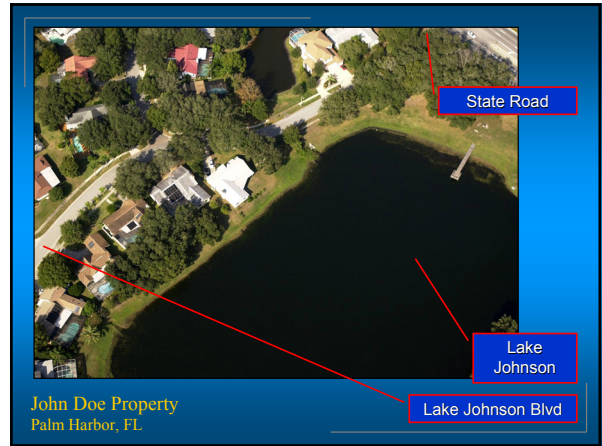 State Road
Lake
Johnson
Lake Johnson Blvd
John Doe Property
Palm Harbor, FL